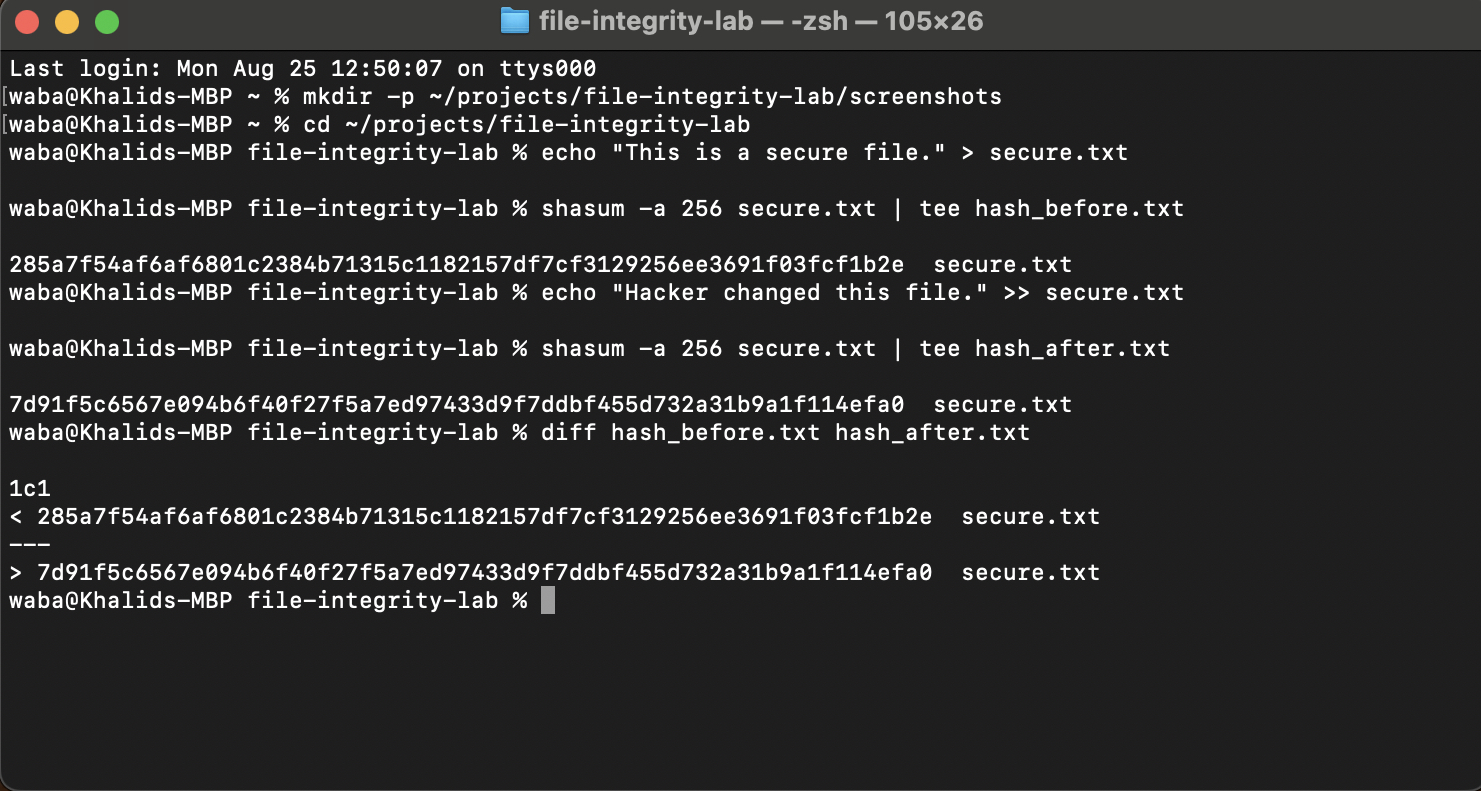 file-integrity-lab — -zsh — 105×26
Last login: Mon Aug 25 12:50:07 on ttys000
[waba@Khalids-MBP ~ % mkdir -p ~/projects/file-integrity-lab/screenshots
[waba@Khalids-MBP ~ % cd ~/projects/file-integrity-lab
waba@Khalids-MBP file-integrity-lab % echo "This is a secure file." > secure.txt
waba@Khalids-MBP file-integrity-lab % shasum -a 256 secure.txt | tee hash_before.txt
285a7f54af6af6801c2384b71315c1182157df7cf3129256ee3691f03fcf1b2e  secure.txt
waba@Khalids-MBP file-integrity-lab % echo "Hacker changed this file." >> secure.txt
waba@Khalids-MBP file-integrity-lab % shasum -a 256 secure.txt | tee hash_after.txt
7d91f5c6567e094b6f40f27f5a7ed97433d9f7ddbf455d732a31b9a1f114efa0  secure.txt
waba@Khalids-MBP file-integrity-lab % diff hash_before.txt hash_after.txt
1c1
< 285a7f54af6af6801c2384b71315c1182157df7cf3129256ee3691f03fcf1b2e  secure.txt
---
> 7d91f5c6567e094b6f40f27f5a7ed97433d9f7ddbf455d732a31b9a1f114efa0  secure.txt
waba@Khalids-MBP file-integrity-lab %